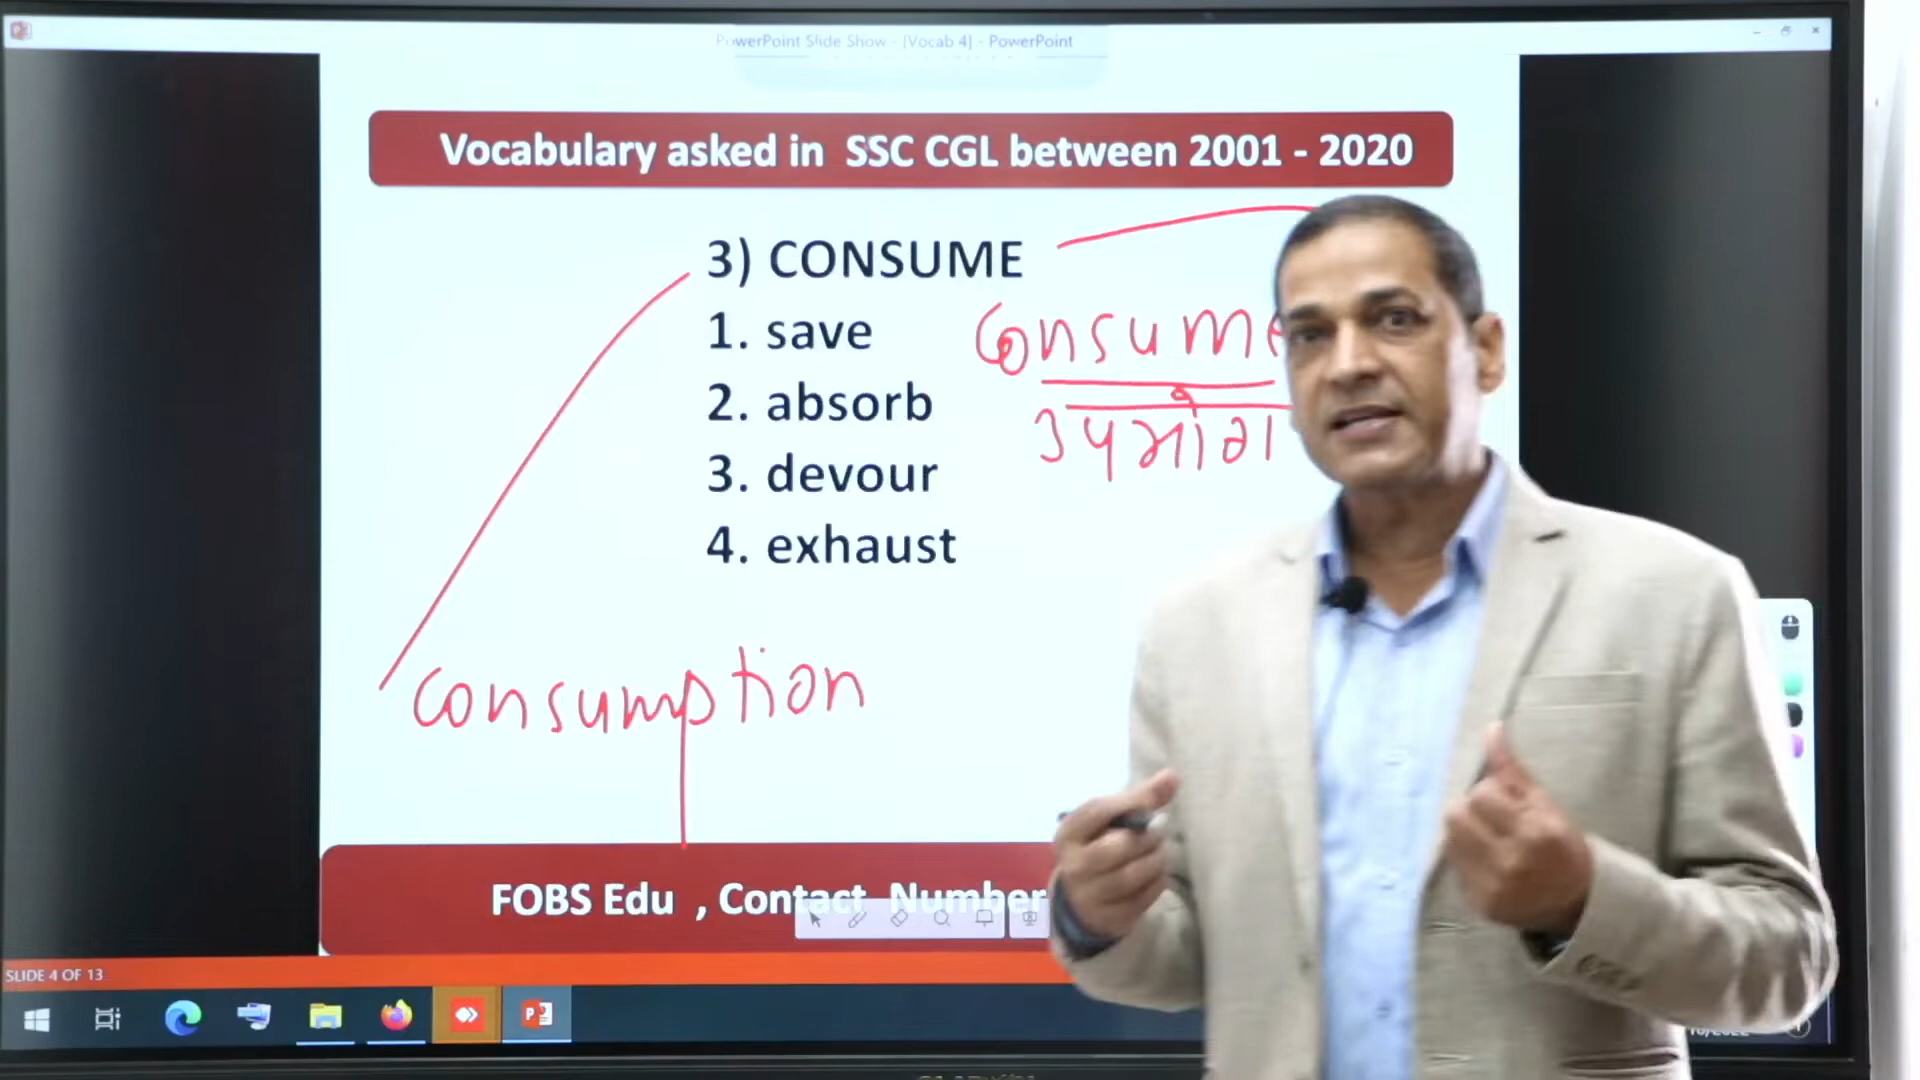 PowerPoint Slide Show - [Vocab 4] - PowerPoint
Vocabulary asked in SSC CGL between 2001 - 2020
3) CONSUME
1. save
2. absorb
3. devour
4. exhaust
Consume
उपभोग
consumption
FOBS Edu , Contact Number
SLIDE 4 OF 13